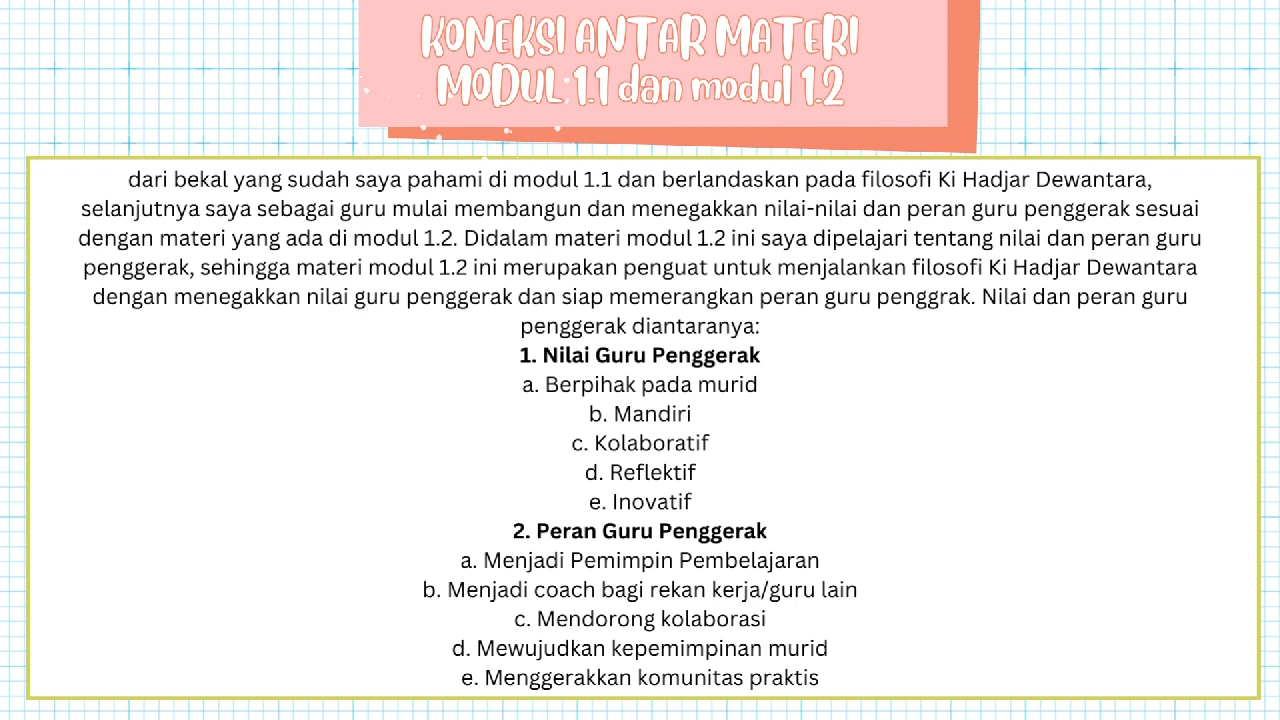 KONEKSI ANTAR MATERI
MODUL 1.1 dan modul 1.2
dari bekal yang sudah saya pahami di modul 1.1 dan berlandaskan pada filosofi Ki Hadjar Dewantara,
selanjutnya saya sebagai guru mulai membangun dan menegakkan nilai-nilai dan peran guru penggerak sesuai
dengan materi yang ada di modul 1.2. Didalam materi modul 1.2 ini saya dipelajari tentang nilai dan peran guru
penggerak, sehingga materi modul 1.2 ini merupakan penguat untuk menjalankan filosofi Ki Hadjar Dewantara
dengan menegakkan nilai guru penggerak dan siap memerangkan peran guru penggrak. Nilai dan peran guru
penggerak diantaranya:
1. Nilai Guru Penggerak
a. Berpihak pada murid
b. Mandiri
c. Kolaboratif
d. Reflektif
e. Inovatif
2. Peran Guru Penggerak
a. Menjadi Pemimpin Pembelajaran
b. Menjadi coach bagi rekan kerja/guru lain
c. Mendorong kolaborasi
d. Mewujudkan kepemimpinan murid
e. Menggerakkan komunitas praktis